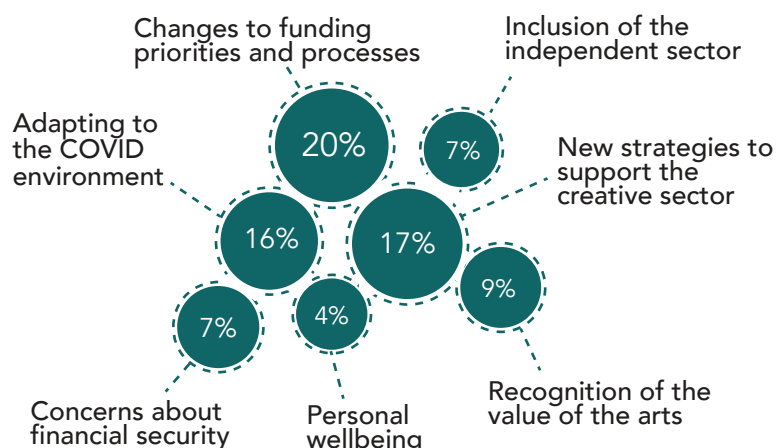 Changes to funding
priorities and processes
Inclusion of the
independent sector
Adapting to
the COVID
environment
20%
7%
New strategies to
support the
creative sector
16%
17%
9%
7%
4%
Concerns about
financial security
Personal
wellbeing
Recognition of the
value of the arts